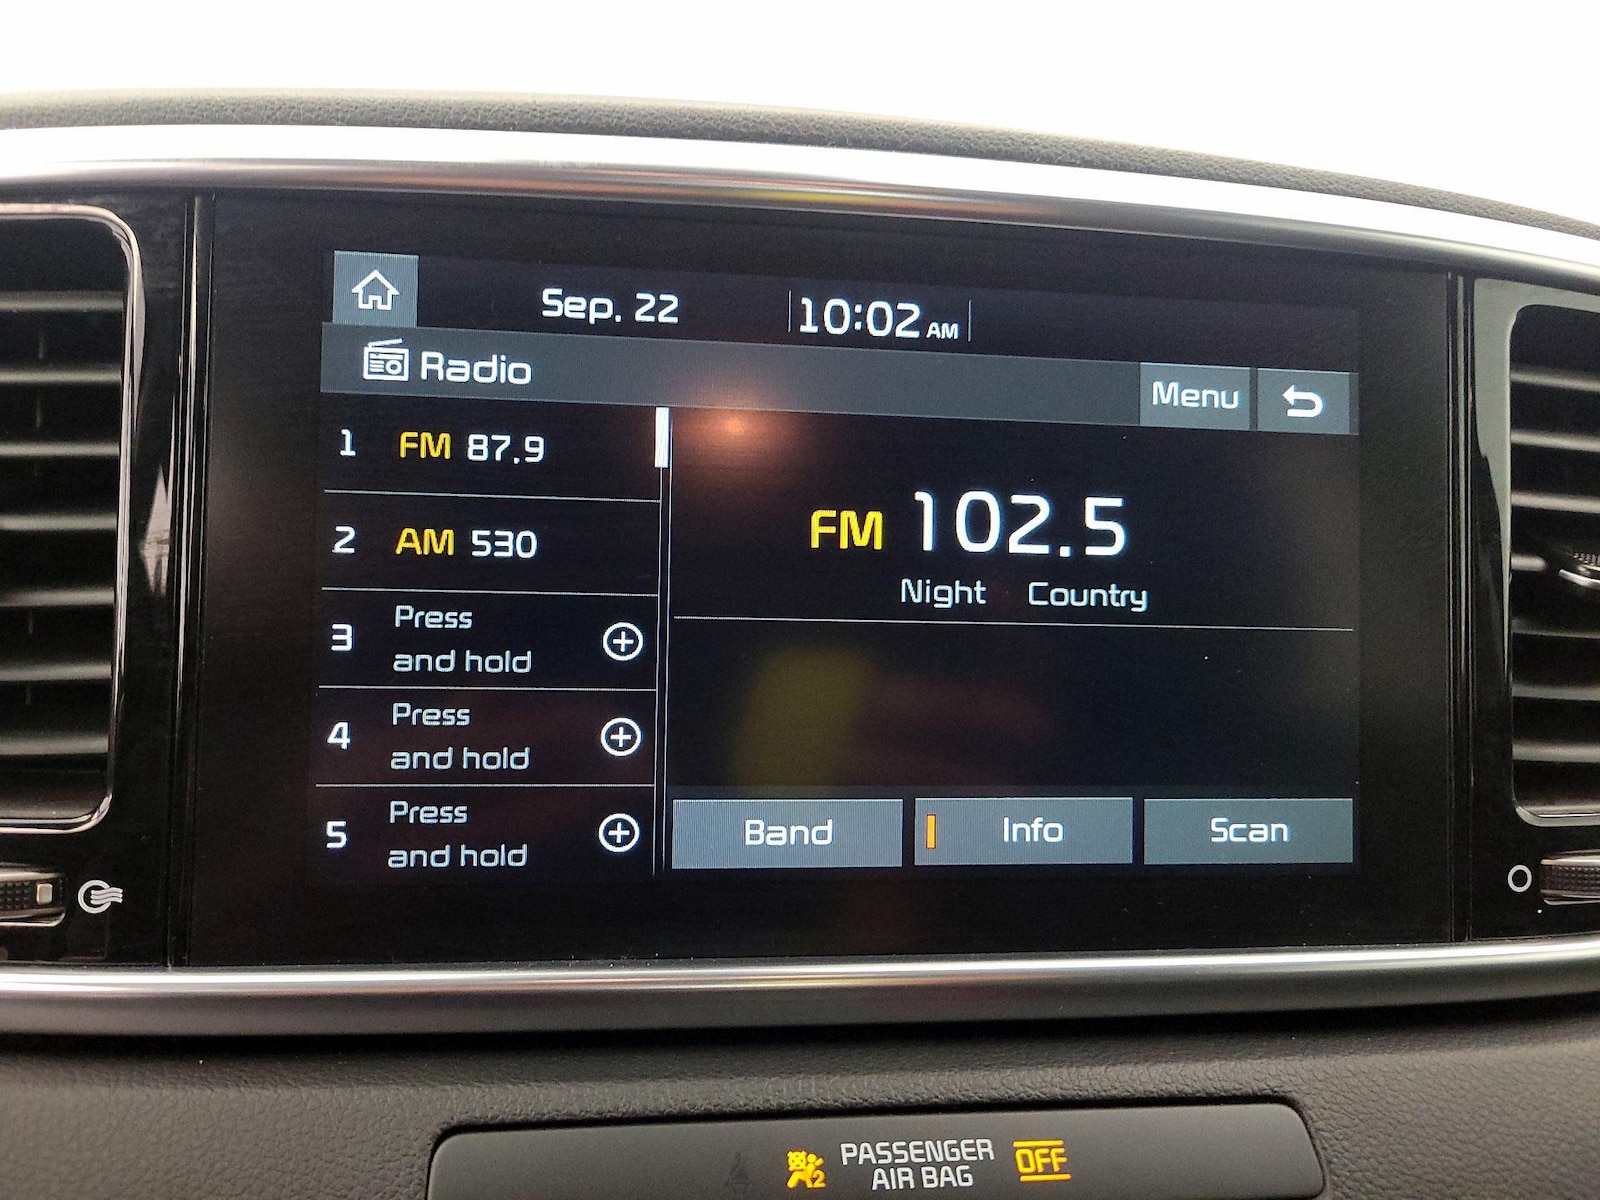 Sep. 22 10:02 AM
Radio
Menu
1 FM 87.9
2 AM 530
3 Press
and hold
4 Press
and hold
5 Press
and hold
FM 102.5
Night Country
Band Info Scan
PASSENGER
AIR BAG
OFF
2